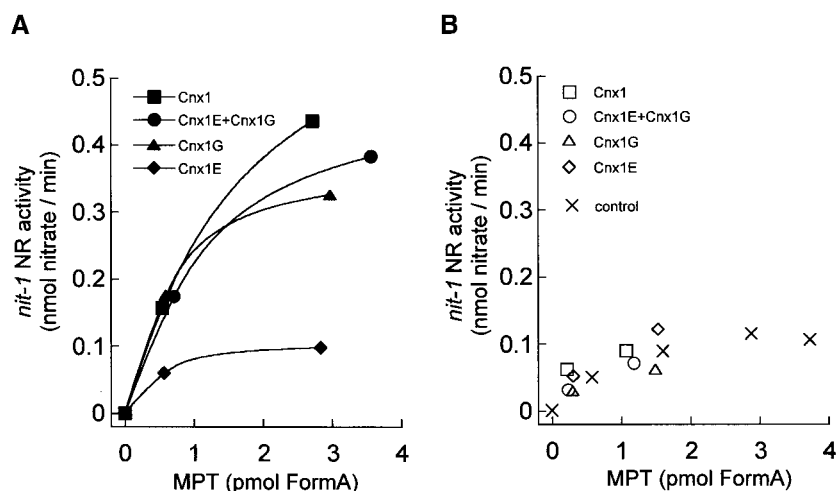 A
nit-1 NR activity
(nmol nitrate / min)
0.5
0.4
0.3
0.2
0.1
0
Cnx1
Cnx1E+Cnx1G
Cnx1G
Cnx1E
0 1 2 3 4
MPT (pmol FormA)
B
nit-1 NR activity
(nmol nitrate / min)
0.5
0.4
0.3
0.2
0.1
0
Cnx1
Cnx1E+Cnx1G
Cnx1G
Cnx1E
control
0 1 2 3 4
MPT (pmol FormA)